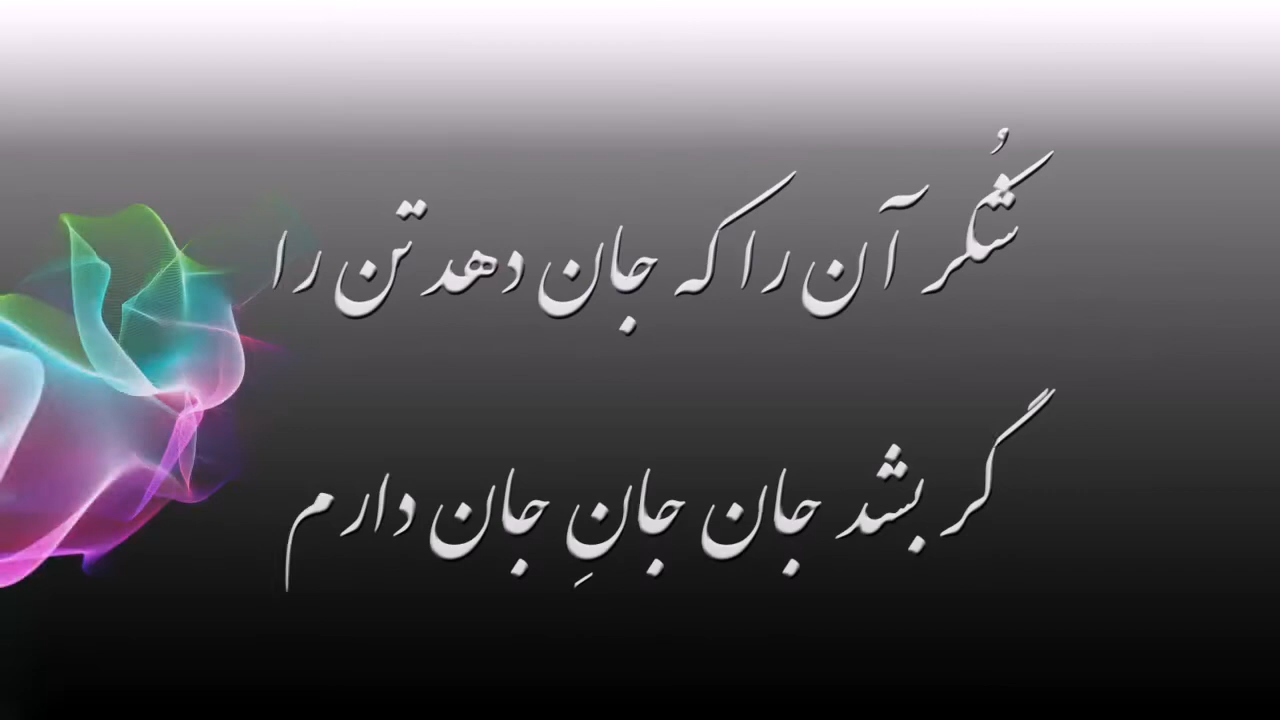 شُکر آن را که جان دهد تن را
گر بشد جان جانِ جان دارم